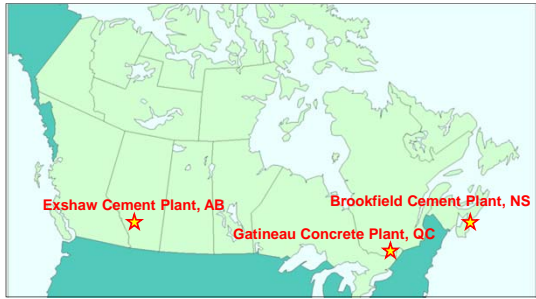 Brookfield Cement Plant, NS
Exshaw Cement Plant, AB
Gatineau Concrete Plant, QC